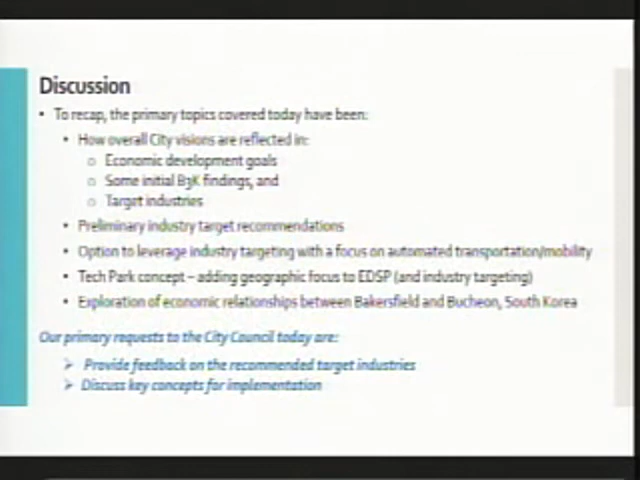 Discussion
• To recap, the primary topics covered today have been:
• How overall City visions are reflected in:
o Economic development goals
o Some initial B3K findings, and
o Target industries
• Preliminary industry target recommendations
• Option to leverage industry targeting with a focus on automated transportation/mobility
• Tech Park concept – adding geographic focus to EDSP (and industry targeting)
• Exploration of economic relationships between Bakersfield and Bucheon, South Korea
Our primary requests to the City Council today are:
➢ Provide feedback on the recommended target industries
➢ Discuss key concepts for implementation